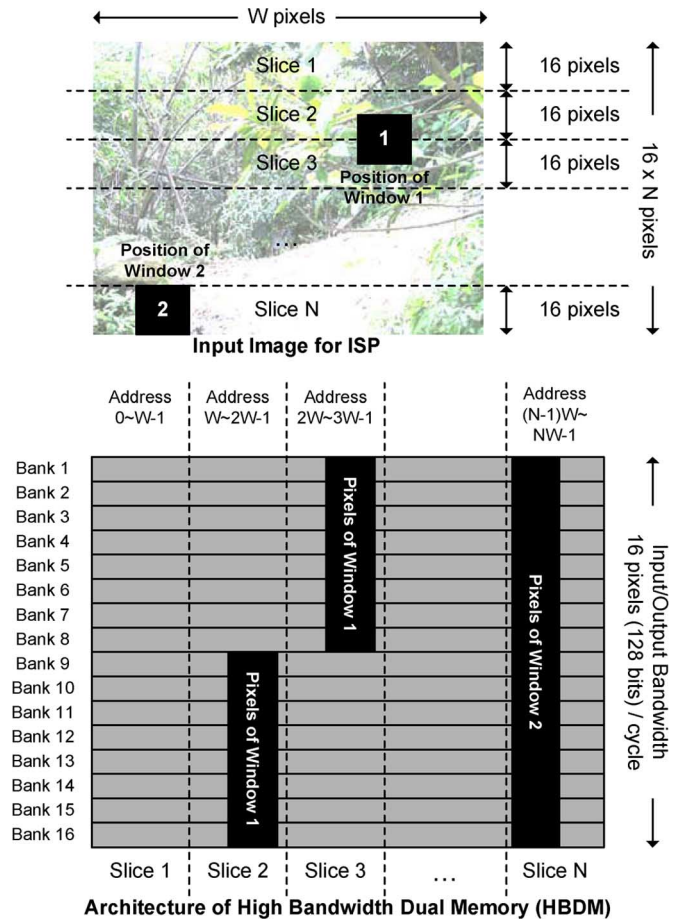 W pixels
Slice 1
16 pixels
Slice 2
16 pixels
1
Slice 3
16 pixels
Position of
Window 1
16 x N pixels
...
Position of
Window 2
2
Slice N
16 pixels
Input Image for ISP
Address
0~W-1
Address
W~2W-1
Address
2W~3W-1
Address
(N-1)W~
NW-1
Bank 1
Bank 2
Bank 3
Bank 4
Bank 5
Bank 6
Bank 7
Bank 8
Bank 9
Bank 10
Bank 11
Bank 12
Bank 13
Bank 14
Bank 15
Bank 16
Pixels of Window 1
Pixels of Window 1
Pixels of Window 2
Input/Output Bandwidth
16 pixels (128 bits) / cycle
Slice 1
Slice 2
Slice 3
...
Slice N
Architecture of High Bandwidth Dual Memory (HBDM)